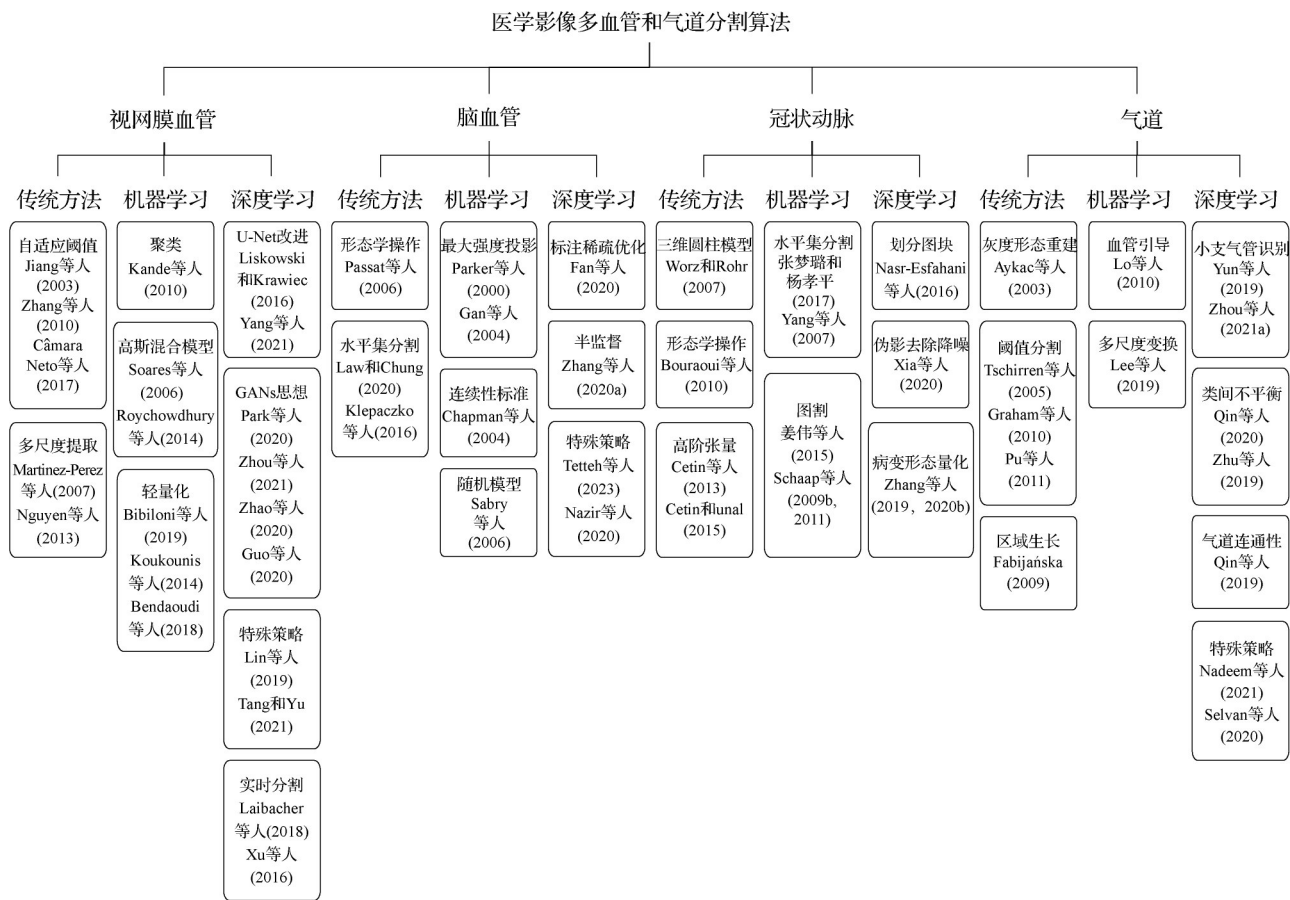 医学影像多血管和气道分割算法
视网膜血管
脑血管
冠状动脉
气道
传统方法
机器学习
深度学习
传统方法
机器学习
深度学习
传统方法
机器学习
深度学习
传统方法
机器学习
深度学习
自适应阈值
Jiang等人
(2003)
Zhang等人
(2010)
Câmara
Neto等人
(2017)
多尺度提取
Martinez-Perez
等人(2007)
Nguyen等人
(2013)
聚类
Kande等人
(2010)
高斯混合模型
Soares等人
(2006)
Roychowdhury
等人(2014)
轻量化
Bibiloni等人
(2019)
Koukounis
等人(2014)
Bendaoudi
等人(2018)
U-Net改进
Liskowski
和Krawiec
(2016)
Yang等人
(2021)
GANs思想
Park等人
(2020)
Zhou等人
(2021)
Zhao等人
(2020)
Guo等人
(2020)
特殊策略
Lin等人
(2019)
Tang和Yu
(2021)
实时分割
Laibacher
等人(2018)
Xu等人
(2016)
形态学操作
Passat等人
(2006)
水平集分割
Law和Chung
(2020)
Klepaczko
等人(2016)
最大强度投影
Parker等人
(2000)
Gan等人
(2004)
连续性标准
Chapman等人
(2004)
随机模型
Sabry
等人
(2006)
标注稀疏优化
Fan等人
(2020)
半监督
Zhang等人
(2020a)
特殊策略
Tetteh等人
(2023)
Nazir等人
(2020)
三维圆柱模型
Worz和Rohr
(2007)
形态学操作
Bouraoui等人
(2010)
高阶张量
Cetin等人
(2013)
Cetin和unal
(2015)
水平集分割
张梦璐和
杨孝平
(2017)
Yang等人
(2007)
图割
姜伟等人
(2015)
Schaap等人
(2009b,
2011)
划分图块
Nasr-Esfahani
等人(2016)
伪影去除降噪
Xia等人
(2020)
病变形态量化
Zhang等人
(2019，2020b)
灰度形态重建
Aykac等人
(2003)
阈值分割
Tschirren等人
(2005)
Graham等人
(2010)
Pu等人
(2011)
区域生长
Fabijańska
(2009)
血管引导
Lo等人
(2010)
多尺度变换
Lee等人
(2019)
小支气管识别
Yun等人
(2019)
Zhou等人
(2021a)
类间不平衡
Qin等人
(2020)
Zhu等人
(2019)
气道连通性
Qin等人
(2019)
特殊策略
Nadeem等人
(2021)
Selvan等人
(2020)